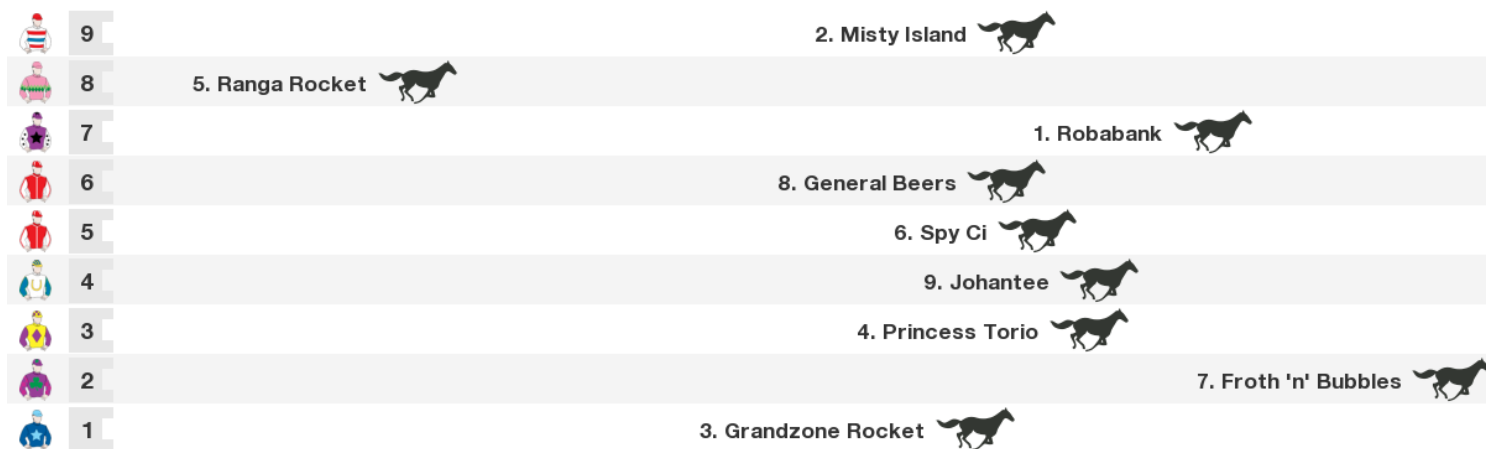 9 2. Misty Island
8 5. Ranga Rocket
7 1. Robabank
6 8. General Beers
5 6. Spy Ci
4 9. Johantee
3 4. Princess Torio
2 7. Froth 'n' Bubbles
1 3. Grandzone Rocket